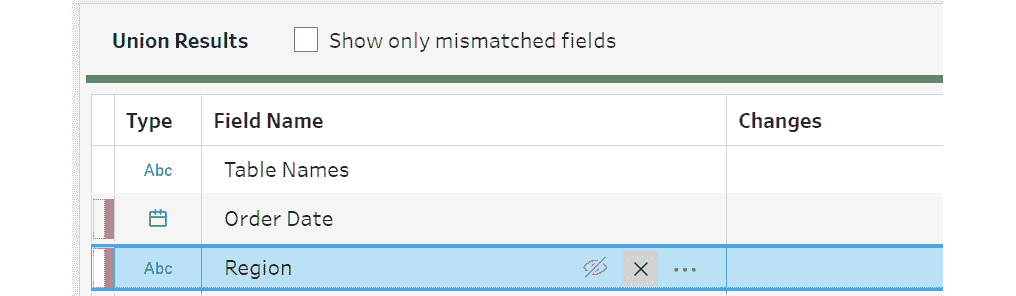 Union Results Show only mismatched fields
Type Field Name Changes
Abc Table Names
Order Date
Abc Region